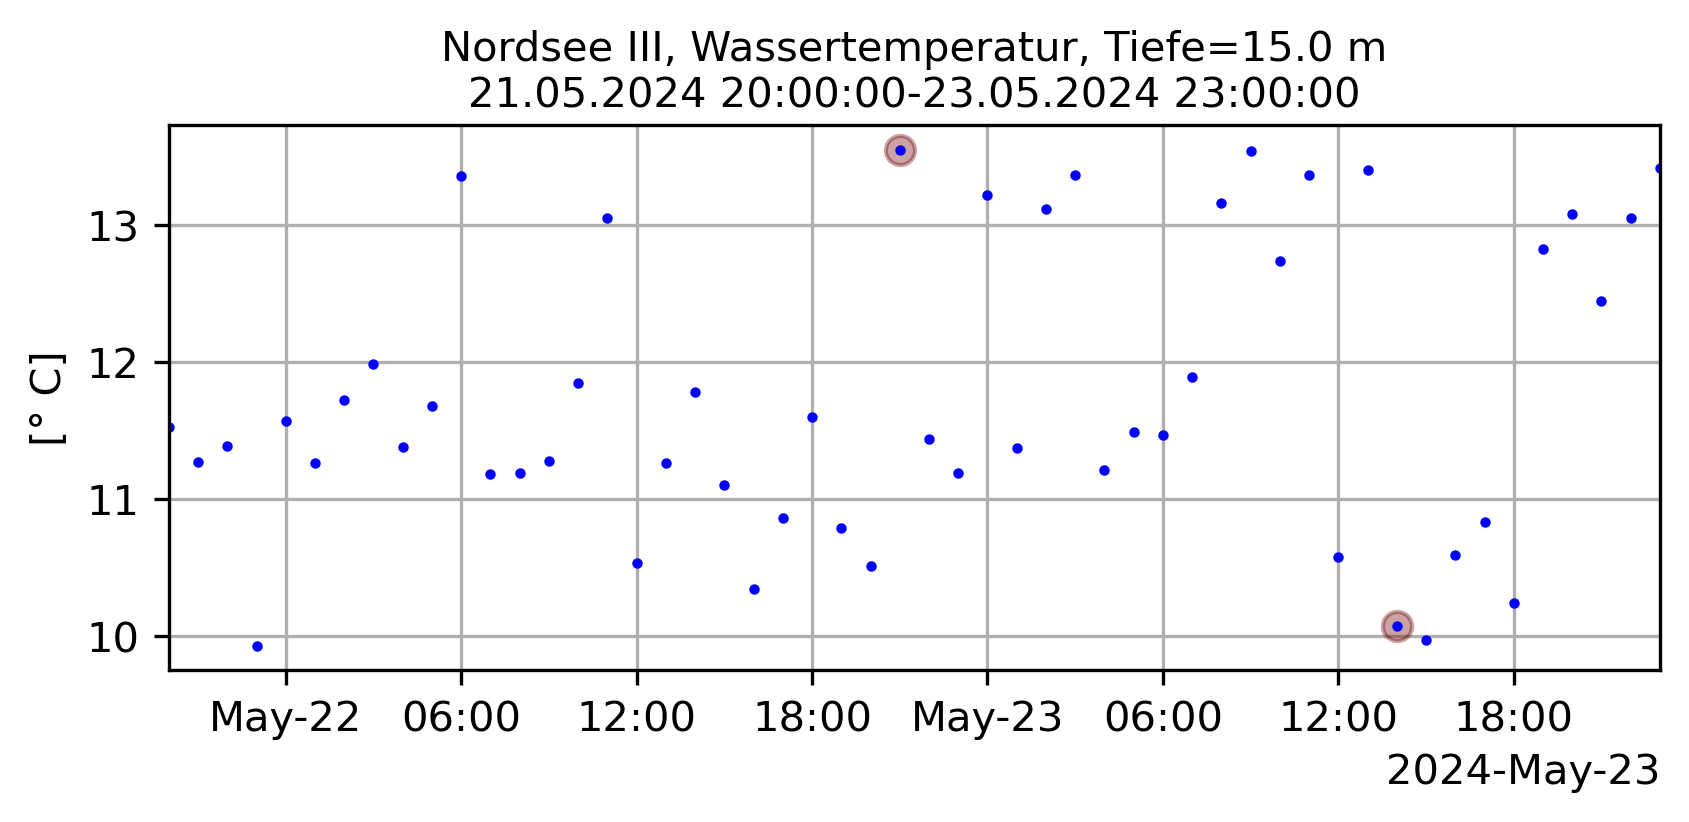 Nordsee III, Wassertemperatur, Tiefe=15.0 m
21.05.2024 20:00:00-23.05.2024 23:00:00
[° C]
13
12
11
10
May-22 06:00 12:00 18:00 May-23 06:00 12:00 18:00
2024-May-23